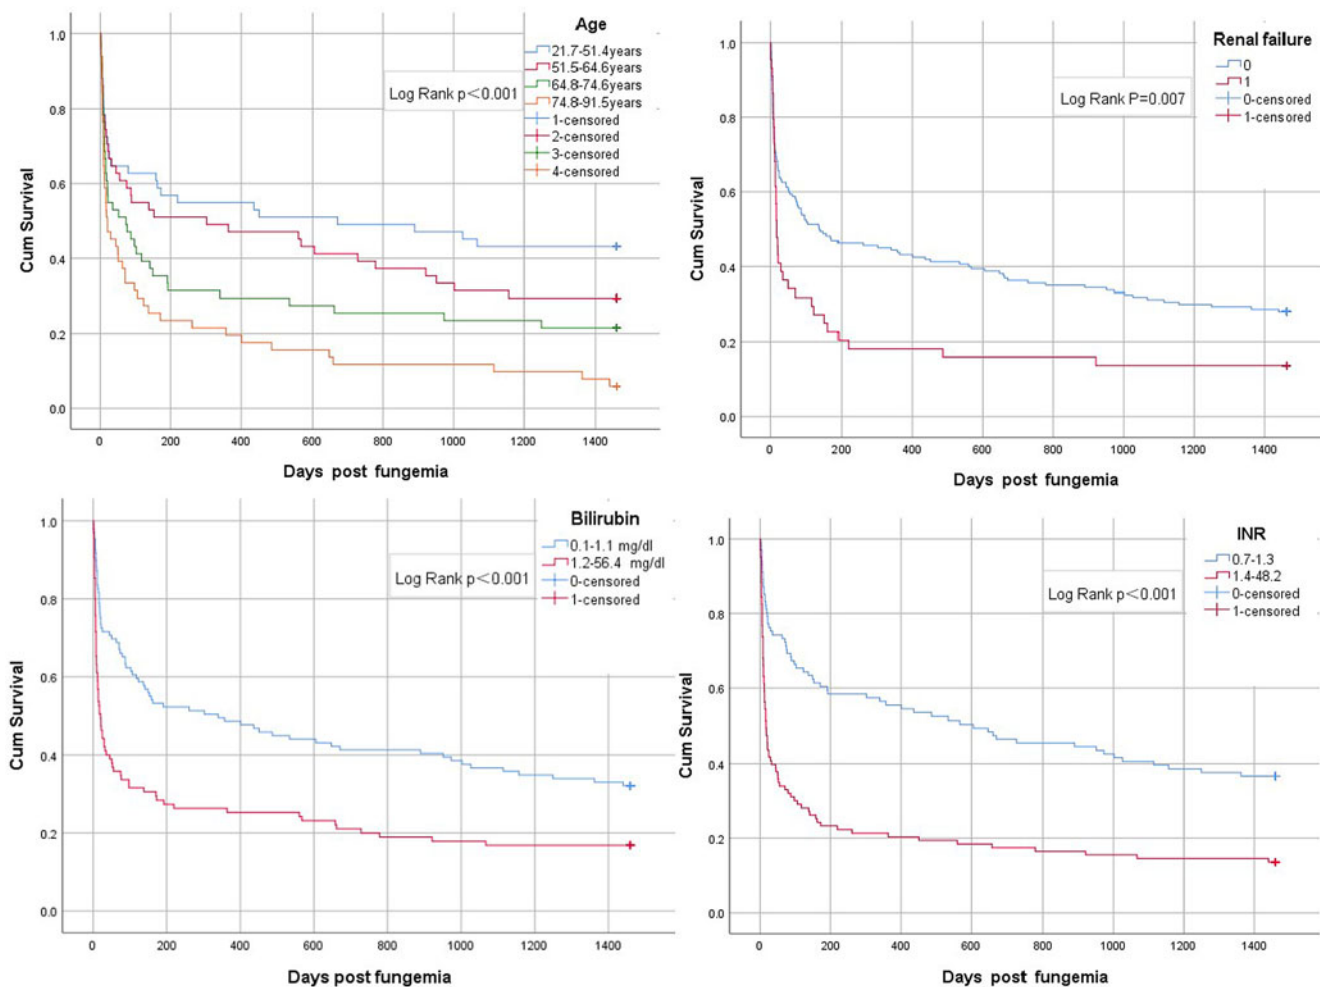 Age
21.7-51.4years
51.5-64.6years
64.8-74.6years
74.8-91.5years
1-censored
2-censored
3-censored
4-censored
Log Rank p<0.001
Cum Survival
1.0
0.8
0.6
0.4
0.2
0.0
0 200 400 600 800 1000 1200 1400
Days post fungemia
Renal failure
0
1
0-censored
1-censored
Log Rank P=0.007
Cum Survival
1.0
0.8
0.6
0.4
0.2
0.0
0 200 400 600 800 1000 1200 1400
Days post fungemia
Bilirubin
0.1-1.1 mg/dl
1.2-56.4 mg/dl
0-censored
1-censored
Log Rank p<0.001
Cum Survival
1.0
0.8
0.6
0.4
0.2
0.0
0 200 400 600 800 1000 1200 1400
Days post fungemia
INR
0.7-1.3
1.4-48.2
0-censored
1-censored
Log Rank p<0.001
Cum Survival
1.0
0.8
0.6
0.4
0.2
0.0
0 200 400 600 800 1000 1200 1400
Days post fungemia